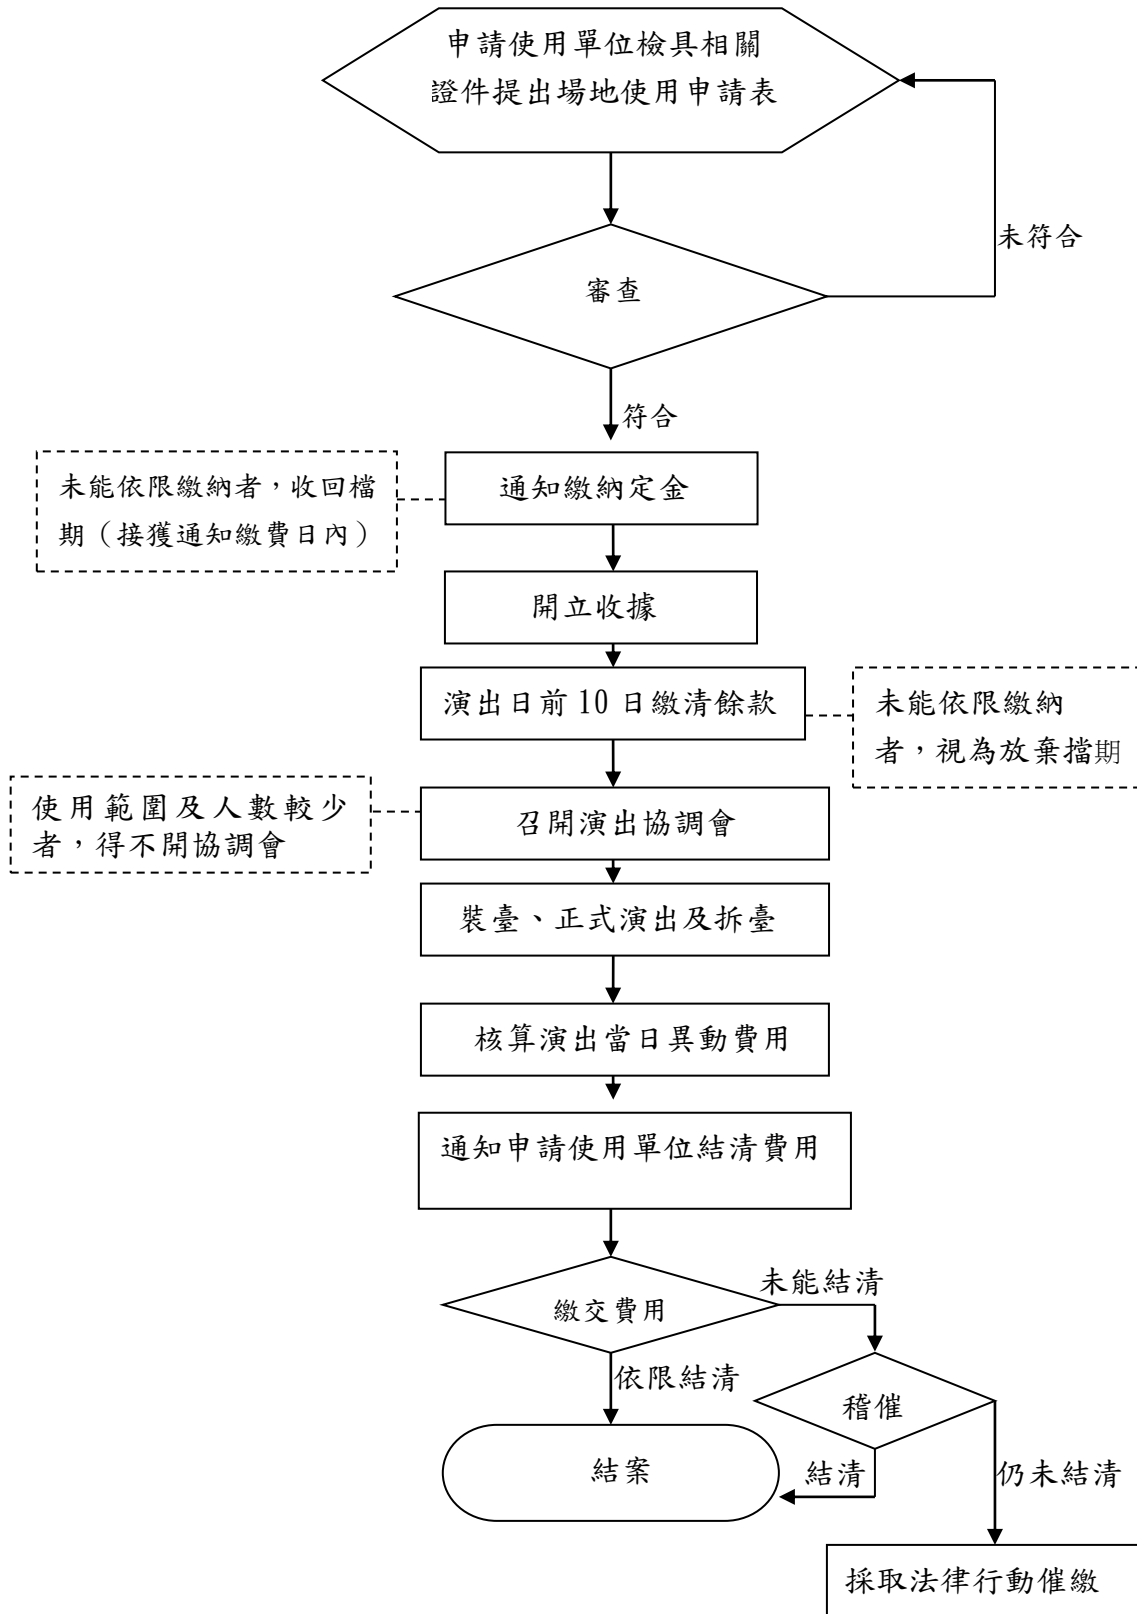 申請使用單位檢具相關
證件提出場地使用申請表
未符合
審查
符合
未能依限繳納者，收回檔
期（接獲通知繳費日內）
通知繳納定金
開立收據
演出日前 10 日繳清餘款
未能依限繳納
者，視為放棄擋期
使用範圍及人數較少
者，得不開協調會
召開演出協調會
裝臺、正式演出及拆臺
核算演出當日異動費用
通知申請使用單位結清費用
未能結清
繳交費用
依限結清
稽催
結清
仍未結清
結案
採取法律行動催繳